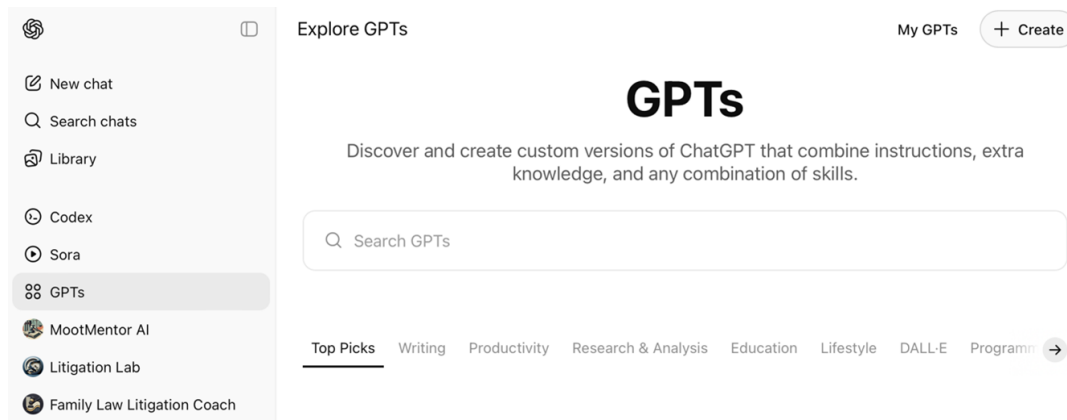 Explore GPTs
My GPTs
Create
New chat
Search chats
Library
Codex
Sora
GPTs
MootMentor AI
Litigation Lab
Family Law Litigation Coach
GPTs
Discover and create custom versions of ChatGPT that combine instructions, extra
knowledge, and any combination of skills.
Search GPTs
Top Picks Writing Productivity Research & Analysis Education Lifestyle DALL·E